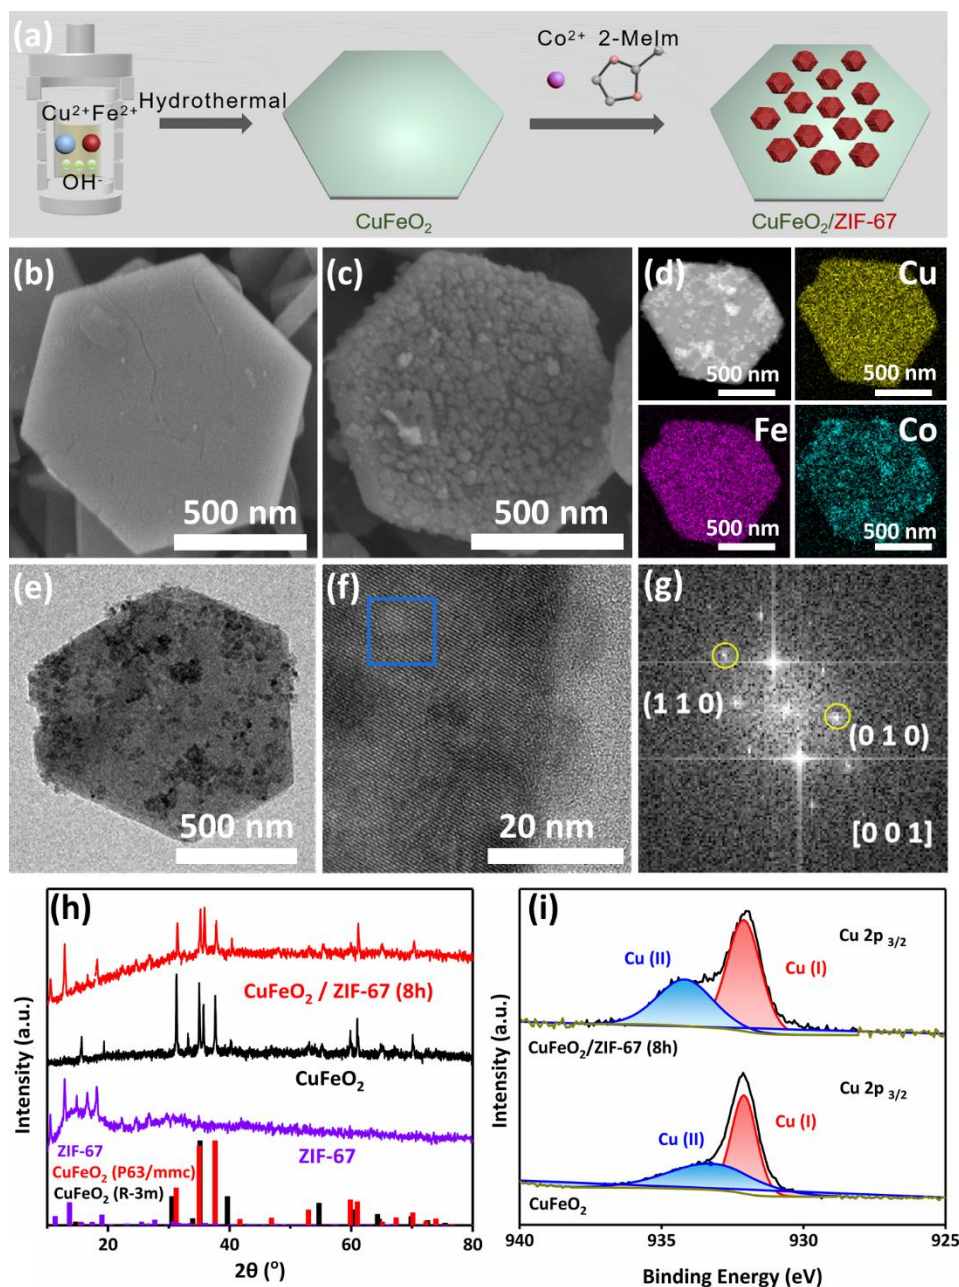 (a)
Cu²⁺Fe²⁺
OH⁻
Hydrothermal
CuFeO₂
Co²⁺ 2-MeIm
CuFeO₂/ZIF-67
(b)
500 nm
(c)
500 nm
(d)
500 nm
Cu
500 nm
Fe
500 nm
Co
500 nm
(e)
500 nm
(f)
20 nm
(g)
(1 1 0)
(0 1 0)
[0 0 1]
(h)
Intensity (a.u.)
CuFeO₂ / ZIF-67 (8h)
CuFeO₂
ZIF-67
ZIF-67
CuFeO₂ (P63/mmc)
CuFeO₂ (R-3m)
20 40 60 80
2θ (°)
(i)
Intensity (a.u.)
Cu 2p 3/2
Cu (II)
Cu (I)
CuFeO₂/ZIF-67 (8h)
Cu 2p 3/2
Cu (II)
Cu (I)
CuFeO₂
940 935 930 925
Binding Energy (eV)